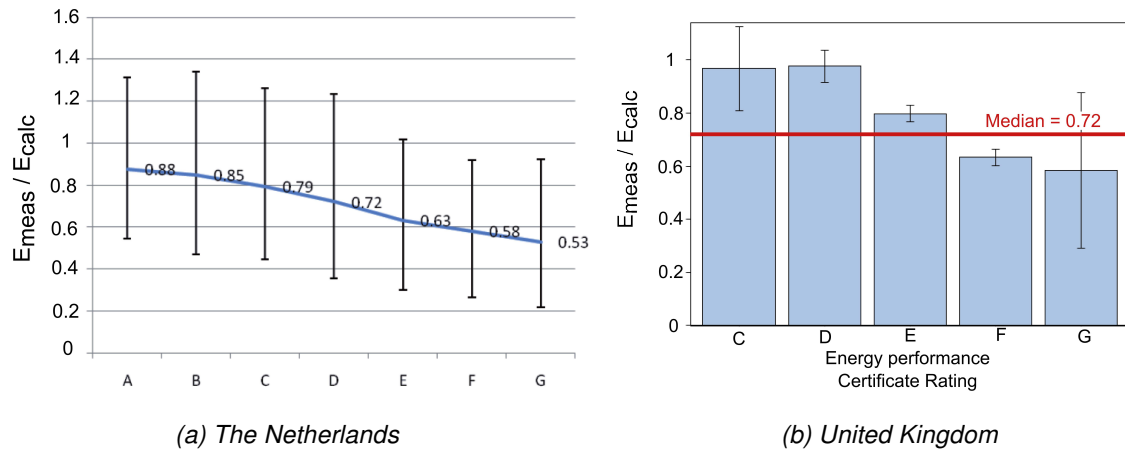 1.6
1.4
1.2
1
0.8
0.6
0.4
0.2
0
Emeas / Ecalc
0.88
0.85
0.79
0.72
0.63
0.58
0.53
A B C D E F G
(a) The Netherlands
1
0.8
0.6
0.4
0.2
0
Emeas / Ecalc
Median = 0.72
C D E F G
Energy performance
Certificate Rating
(b) United Kingdom